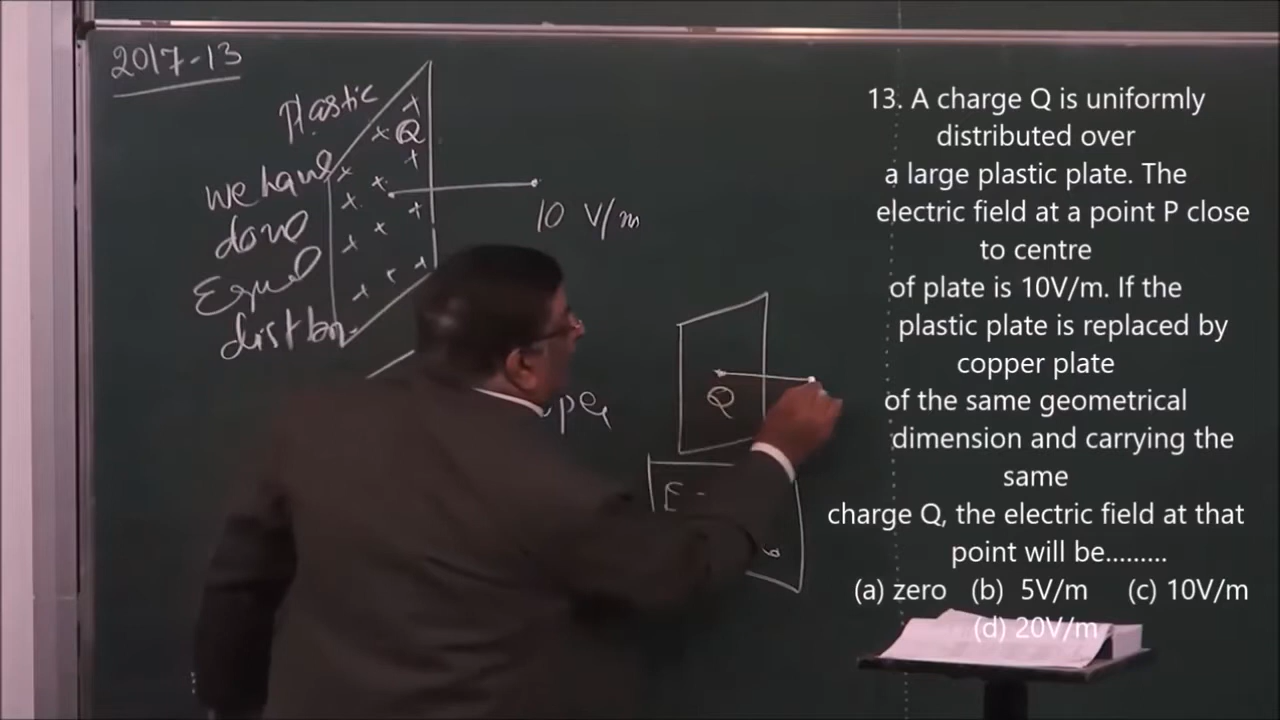 2017-13
Plastic
Q
we have
done
Equal
distbn.
10 V/m
Q
E -
13. A charge Q is uniformly
distributed over
a large plastic plate. The
electric field at a point P close
to centre
of plate is 10V/m. If the
plastic plate is replaced by
copper plate
of the same geometrical
dimension and carrying the
same
charge Q, the electric field at that
point will be.........
(a) zero (b) 5V/m (c) 10V/m
(d) 20V/m